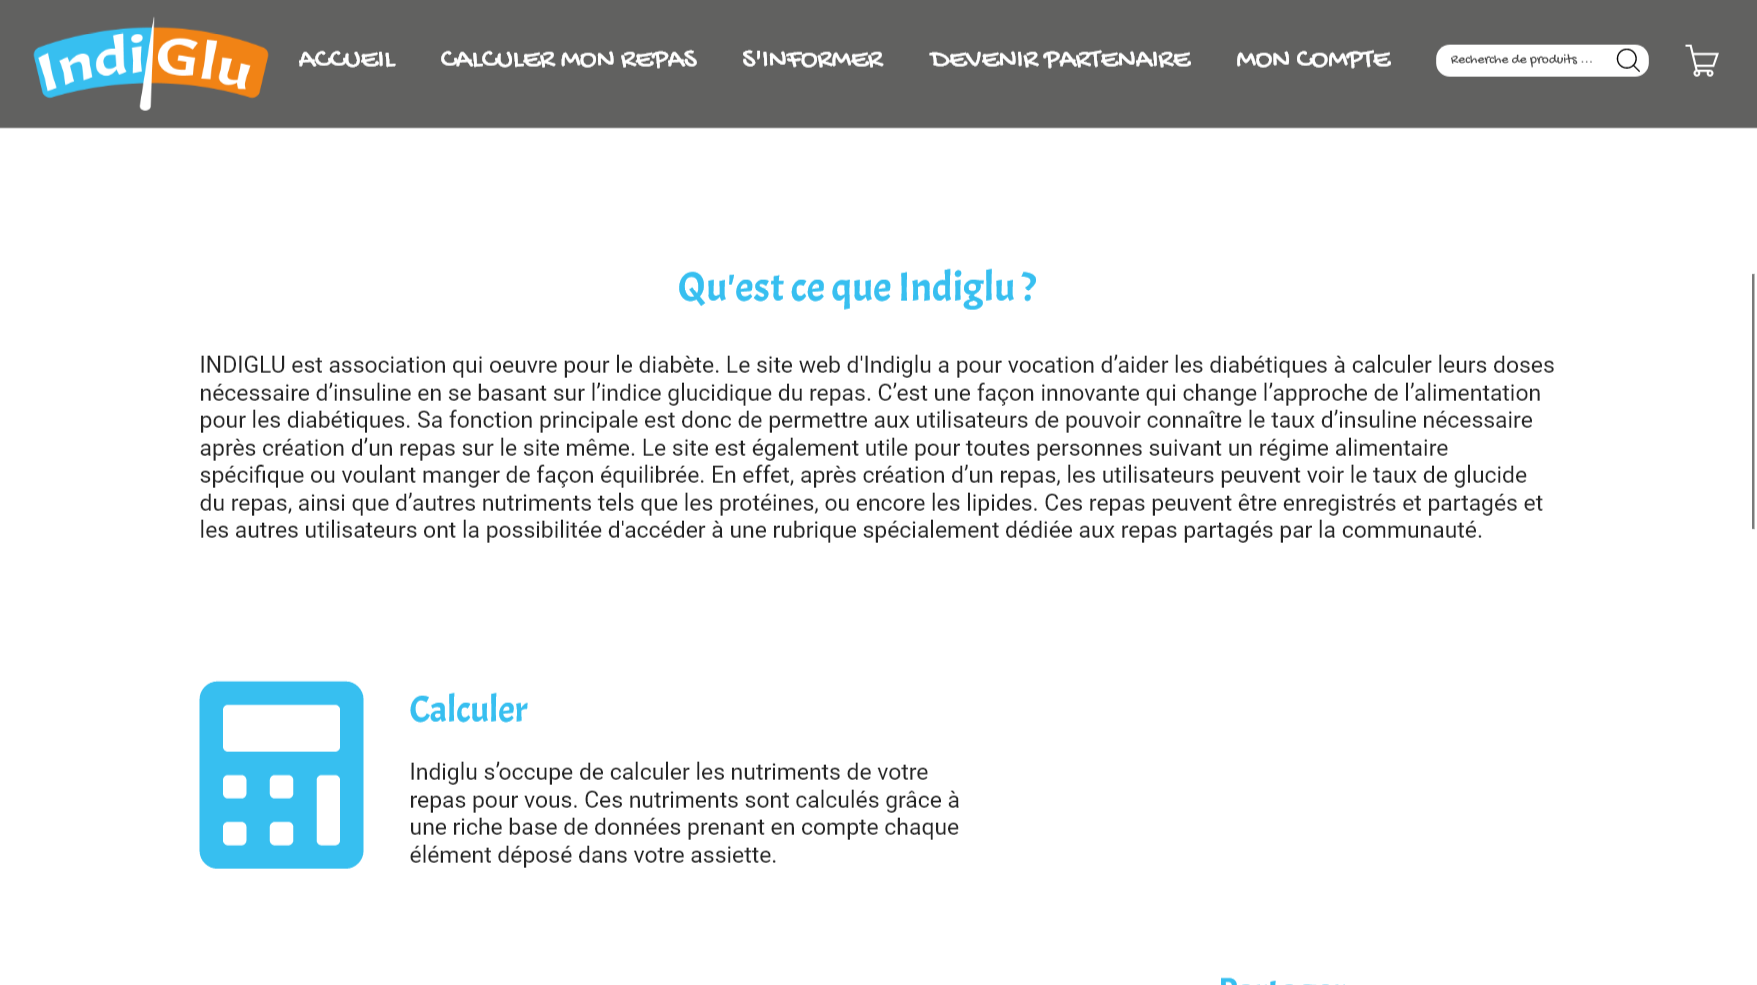 IndiGlu
ACCUEIL CALCULER MON REPAS S'INFORMER DEVENIR PARTENAIRE MON COMPTE Recherche de produits ...
Qu'est ce que Indiglu ?
INDIGLU est association qui oeuvre pour le diabète. Le site web d'Indiglu a pour vocation d’aider les diabétiques à calculer leurs doses
nécessaire d’insuline en se basant sur l’indice glucidique du repas. C’est une façon innovante qui change l’approche de l’alimentation
pour les diabétiques. Sa fonction principale est donc de permettre aux utilisateurs de pouvoir connaître le taux d’insuline nécessaire
après création d’un repas sur le site même. Le site est également utile pour toutes personnes suivant un régime alimentaire
spécifique ou voulant manger de façon équilibrée. En effet, après création d’un repas, les utilisateurs peuvent voir le taux de glucide
du repas, ainsi que d’autres nutriments tels que les protéines, ou encore les lipides. Ces repas peuvent être enregistrés et partagés et
les autres utilisateurs ont la possibilitée d'accéder à une rubrique spécialement dédiée aux repas partagés par la communauté.
Calculer
Indiglu s’occupe de calculer les nutriments de votre
repas pour vous. Ces nutriments sont calculés grâce à
une riche base de données prenant en compte chaque
élément déposé dans votre assiette.